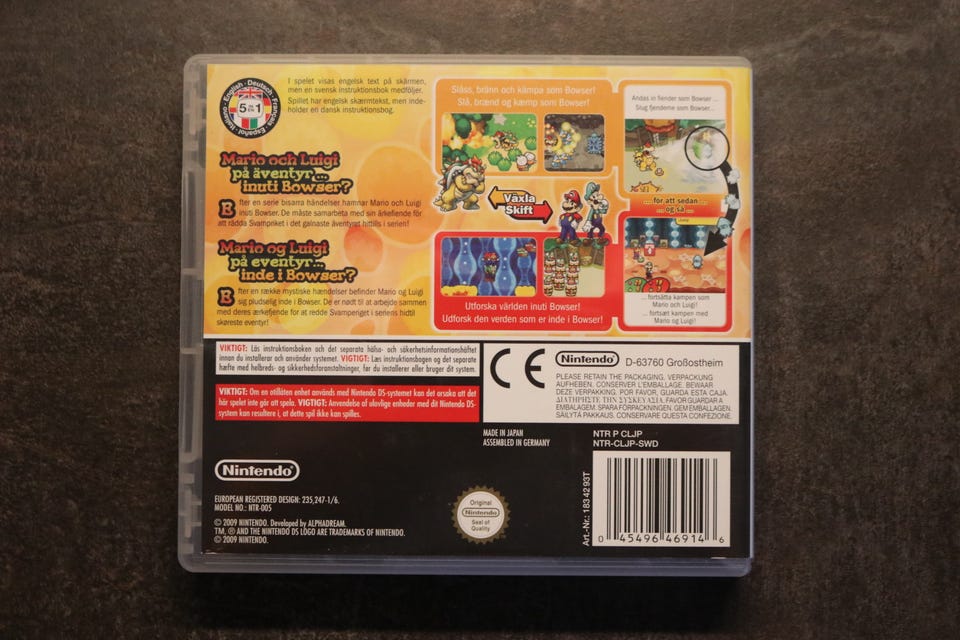 English · Deutsch · Français · Español · Italiano
5 IN 1
I spelet visas engelsk text på skärmen,
men en svensk instruktionsbok medföljer.
Spillet har engelsk skærmtekst, men inde-
holder en dansk instruktionsbog.
Mario och Luigi
på äventyr...
inuti Bowser?
Efter en serie bisarra händelser hamnar Mario och Luigi
inuti Bowser. De måste samarbeta med sin ärkefiende för
att rädda Svampriket i det galnaste äventyret hittills i serien!
Mario og Luigi
på eventyr...
inde i Bowser?
Efter en række mystiske hændelser befinder Mario og Luigi
sig pludselig inde i Bowser. De er nødt til at arbejde sammen
med deres ærkefjende for at redde Svamperiget i seriens hidtil
skøreste eventyr!
Slåss, bränn och kämpa som Bowser!
Slå, brænd og kæmp som Bowser!
Växla
Skift
Utforska världen inuti Bowser!
Udforsk den verden som er inde i Bowser!
Andas in fiender som Bowser ...
Slug fjenderne som Bowser...
... för att sedan ...
... og så ...
... fortsätta kampen som
Mario och Luigi!
... fortsæt kampen med
Mario og Luigi!
VIKTIGT: Läs instruktionsboken och det separata hälso- och säkerhetsinformationshäftet
innan du installerar och använder systemet. VIGTIGT: Læs instruktionsbogen og det separate
hæfte med helbreds- og sikkerhedsforanstaltninger, før du installerer eller bruger dit system.
VIKTIGT: Om en otillåten enhet används med Nintendo DS-systemet kan det orsaka att det
här spelet inte går att spela. VIGTIGT: Anvendelse af ulovlige enheder med dit Nintendo DS-
system kan resultere i, at dette spil ikke kan spilles.
CE
Nintendo® D-63760 Großostheim
PLEASE RETAIN THE PACKAGING. VERPACKUNG
AUFHEBEN. CONSERVER L'EMBALLAGE. BEWAAR
DEZE VERPAKKING. POR FAVOR, GUARDA ESTA CAJA.
ΔΙΑΤΗΡΗΣΤΕ ΤΗΝ ΣΥΣΚΕΥΑΣΙΑ. FAVOR GUARDAR A
EMBALAGEM. SPARA FÖRPACKNINGEN. GEM EMBALLAGEN.
SÄILYTÄ PAKKAUS. CONSERVARE QUESTA CONFEZIONE.
MADE IN JAPAN
ASSEMBLED IN GERMANY
NTR P CLJP
NTR-CLJP-SWD
Nintendo®
EUROPEAN REGISTERED DESIGN: 235,247-1/6.
MODEL NO.: NTR-005
© 2009 NINTENDO. Developed by ALPHADREAM.
TM, ® AND THE NINTENDO DS LOGO ARE TRADEMARKS OF NINTENDO.
© 2009 NINTENDO.
Original
Nintendo
Seal of
Quality
Art.-Nr.: 183 42 93T
0 45496 46914 6